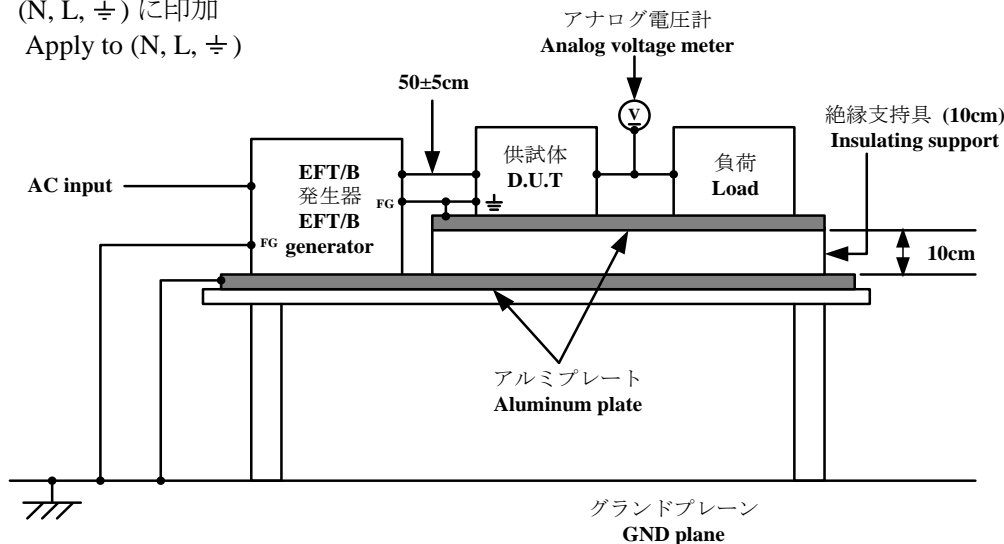 (N, L, ⏚) に印加
Apply to (N, L, ⏚)
アナログ電圧計
Analog voltage meter
50±5cm
V
絶縁支持具 (10cm)
Insulating support
EFT/B
発生器
EFT/B
generator
供試体
D.U.T
負荷
Load
AC input
FG
FG
10cm
アルミプレート
Aluminum plate
グランドプレーン
GND plane